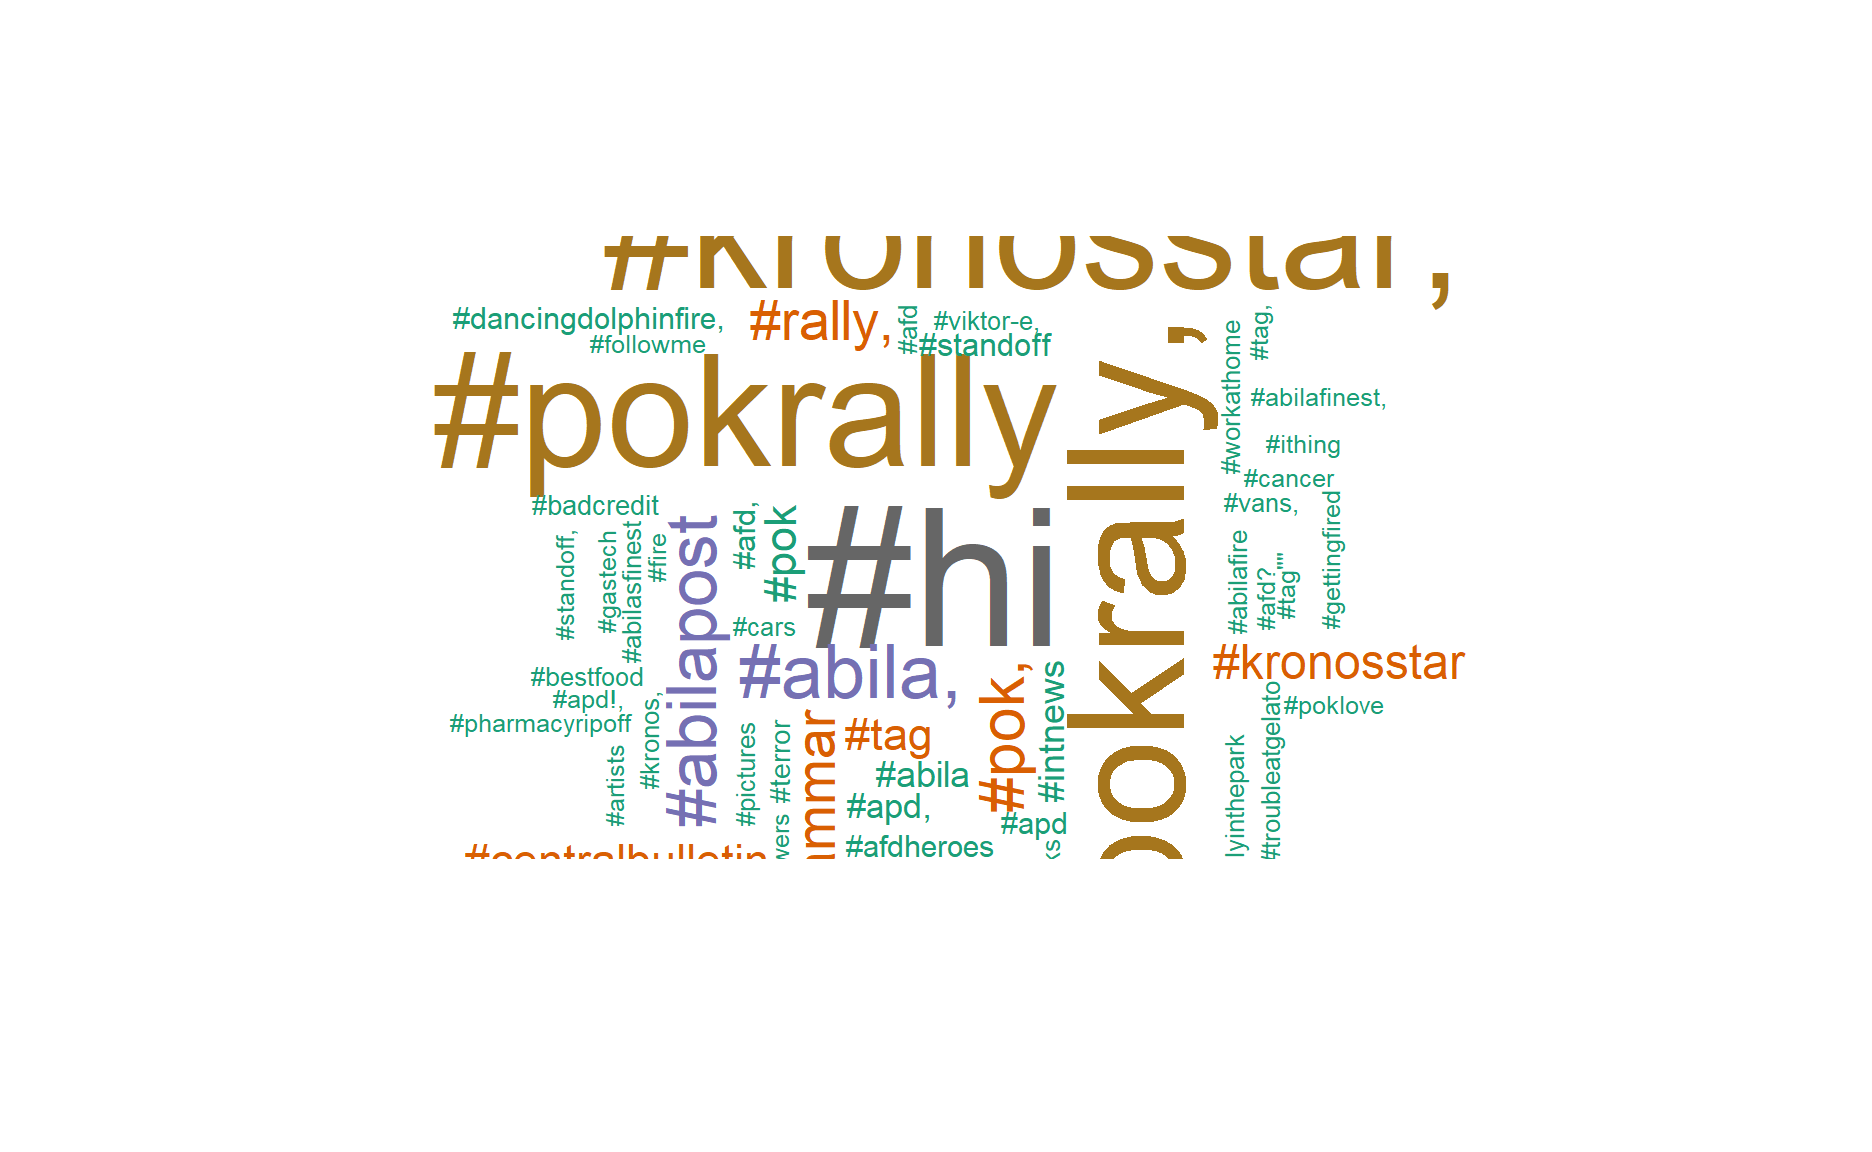 #kronosstar,
#dancingdolphinfire,
#rally,
#afd
#viktor-e,
#followme
#standoff
#tag,
#workathome
#pokrally
pokrally,
#abilafinest,
#ithing
#cancer
#vans,
#badcredit
#standoff,
#gastech
#abilasfinest
#fire
#abilapost
#afd,
#pok
#hi
#abilafire
#afd?
#tag""
#gettingfired
#cars
#abila,
#kronosstar
#bestfood
#apd!,
#pharmacyripoff
#kronos,
#artists
#pictures
#terror
#tag
#pok,
#intnews
#poklove
#abila
#apd,
#apd
#afdheroes
#troubleatgelato
lyinthepark
mmar
wers
ks
#centralbulletin